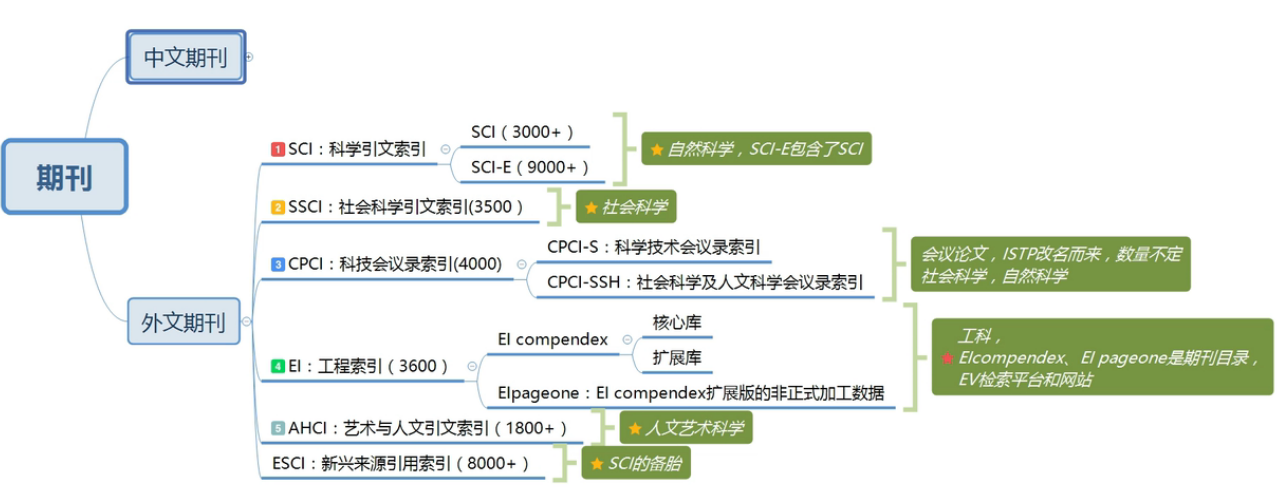 期刊
中文期刊
外文期刊
1 SCI：科学引文索引
SCI（3000+）
SCI-E（9000+）
自然科学，SCI-E包含了SCI
2 SSCI：社会科学引文索引(3500）
社会科学
3 CPCI：科技会议录索引(4000)
CPCI-S：科学技术会议录索引
CPCI-SSH：社会科学及人文科学会议录索引
会议论文，ISTP改名而来，数量不定
社会科学，自然科学
4 EI：工程索引（3600）
EI compendex
核心库
扩展库
EIpageone：EI compendex扩展版的非正式加工数据
工科，
EIcompendex、EI pageone是期刊目录，
EV检索平台和网站
5 AHCI：艺术与人文引文索引（1800+）
人文艺术科学
ESCI：新兴来源引用索引（8000+）
SCI的备胎